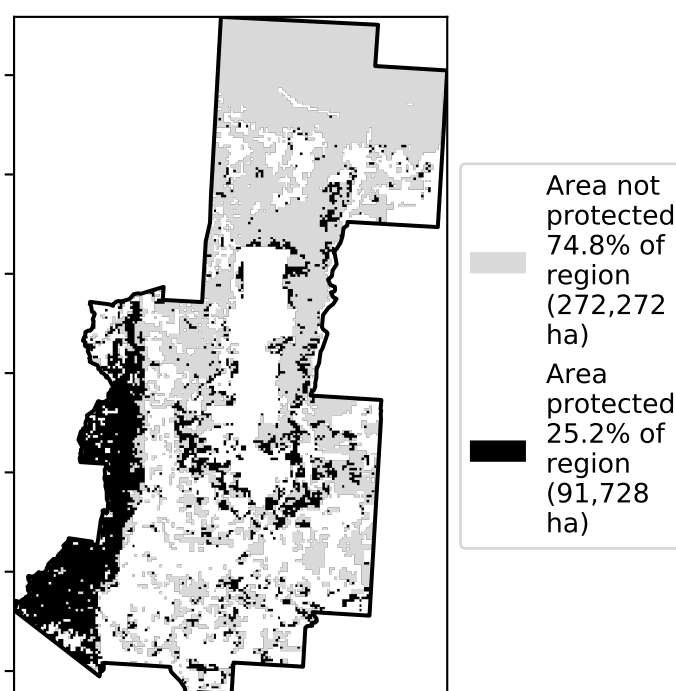 Area not
protected
74.8% of
region
(272,272
ha)
Area
protected
25.2% of
region
(91,728
ha)